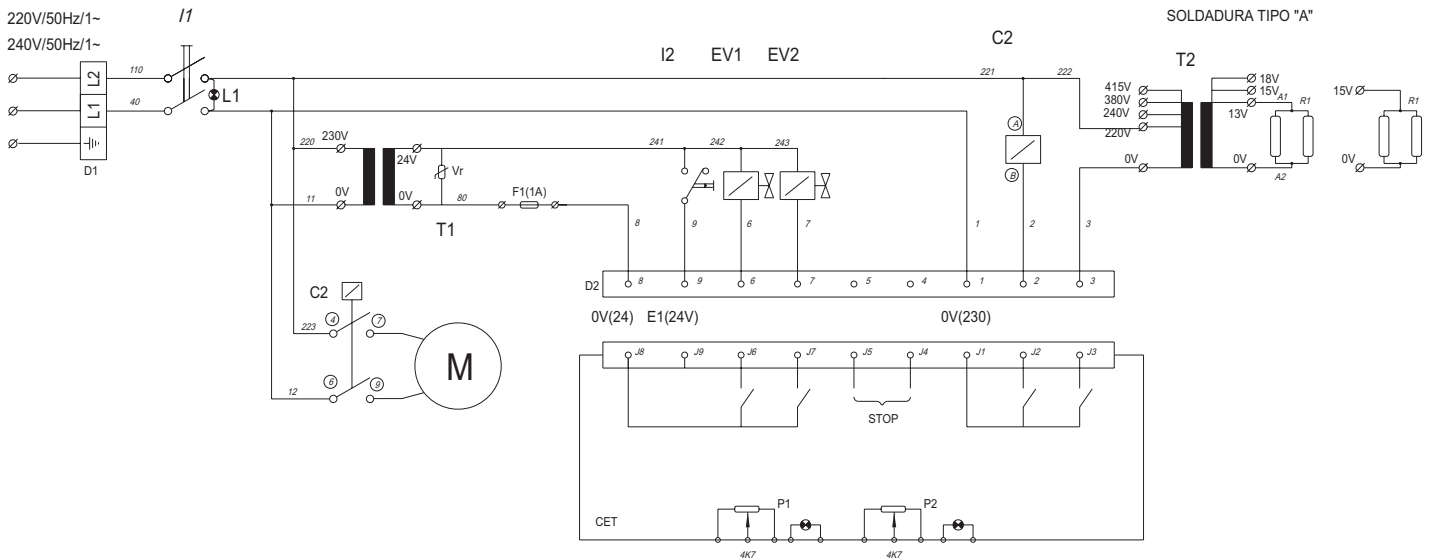 220V/50Hz/1~
240V/50Hz/1~
I1
SOLDADURA TIPO "A"
I2 EV1 EV2
C2
T2
L2 110
L1 40
D1
L1
221 222
415V
380V
240V
220V
0V
18V
15V
13V
0V
A1 R1
A2
15V R1
0V
220 230V
24V
11 0V
0V
Vr
80
T1
F1(1A)
241 242 243
A
B
8 9 6 7 1 2 3
D2 8 9 6 7 5 4 1 2 3
C2
0V(24) E1(24V) 0V(230)
223 4 7
12 6 9
M
J8 J9 J6 J7 J5 J4 J1 J2 J3
STOP
CET
P1 P2
4K7 4K7